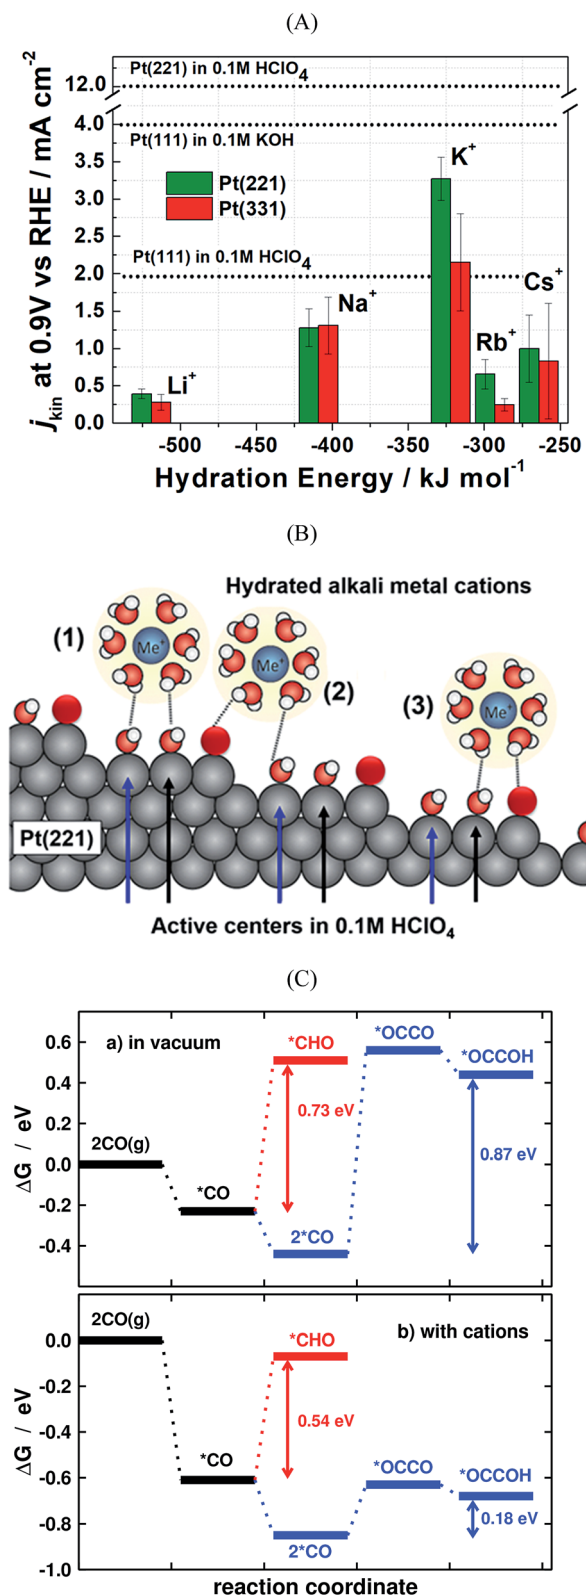 (A)
Pt(221) in 0.1M HClO4
12.0
4.0
Pt(111) in 0.1M KOH
K+
3.5
Pt(221)
3.0
Pt(331)
2.5
Pt(111) in 0.1M HClO4
2.0
Cs+
Na+
1.5
Rb+
1.0
Li+
0.5
0.0
jkin at 0.9V vs RHE / mA cm-2
-500 -450 -400 -350 -300 -250
Hydration Energy / kJ mol-1
(B)
Hydrated alkali metal cations
(1)
Me+
Me+
(2)
(3)
Me+
Pt(221)
Active centers in 0.1M HClO4
(C)
a) in vacuum
*CHO
*OCCO
0.6
*OCCOH
0.4
0.73 eV
0.87 eV
0.2
2CO(g)
0.0
*CO
-0.2
2*CO
-0.4
ΔG / eV
2CO(g)
b) with cations
0.0
*CHO
-0.2
0.54 eV
-0.4
*CO
*OCCO
*OCCOH
-0.6
0.18 eV
-0.8
2*CO
-1.0
ΔG / eV
reaction coordinate